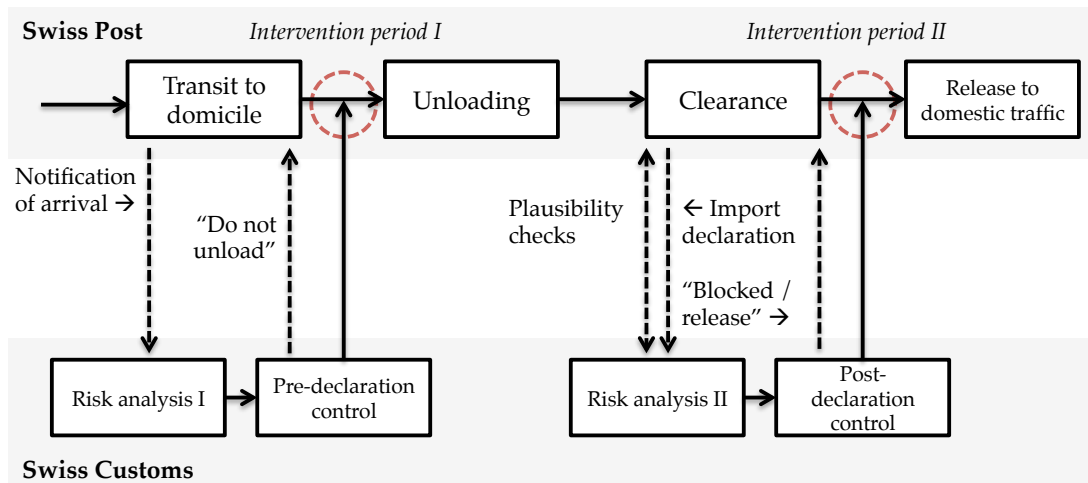 Swiss Post
Intervention period I
Intervention period II
Transit to
domicile
Unloading
Clearance
Release to
domestic traffic
Notification
of arrival →
“Do not
unload”
Plausibility
checks
← Import
declaration
“Blocked /
release” →
Risk analysis I
Pre-declaration
control
Risk analysis II
Post-
declaration
control
Swiss Customs